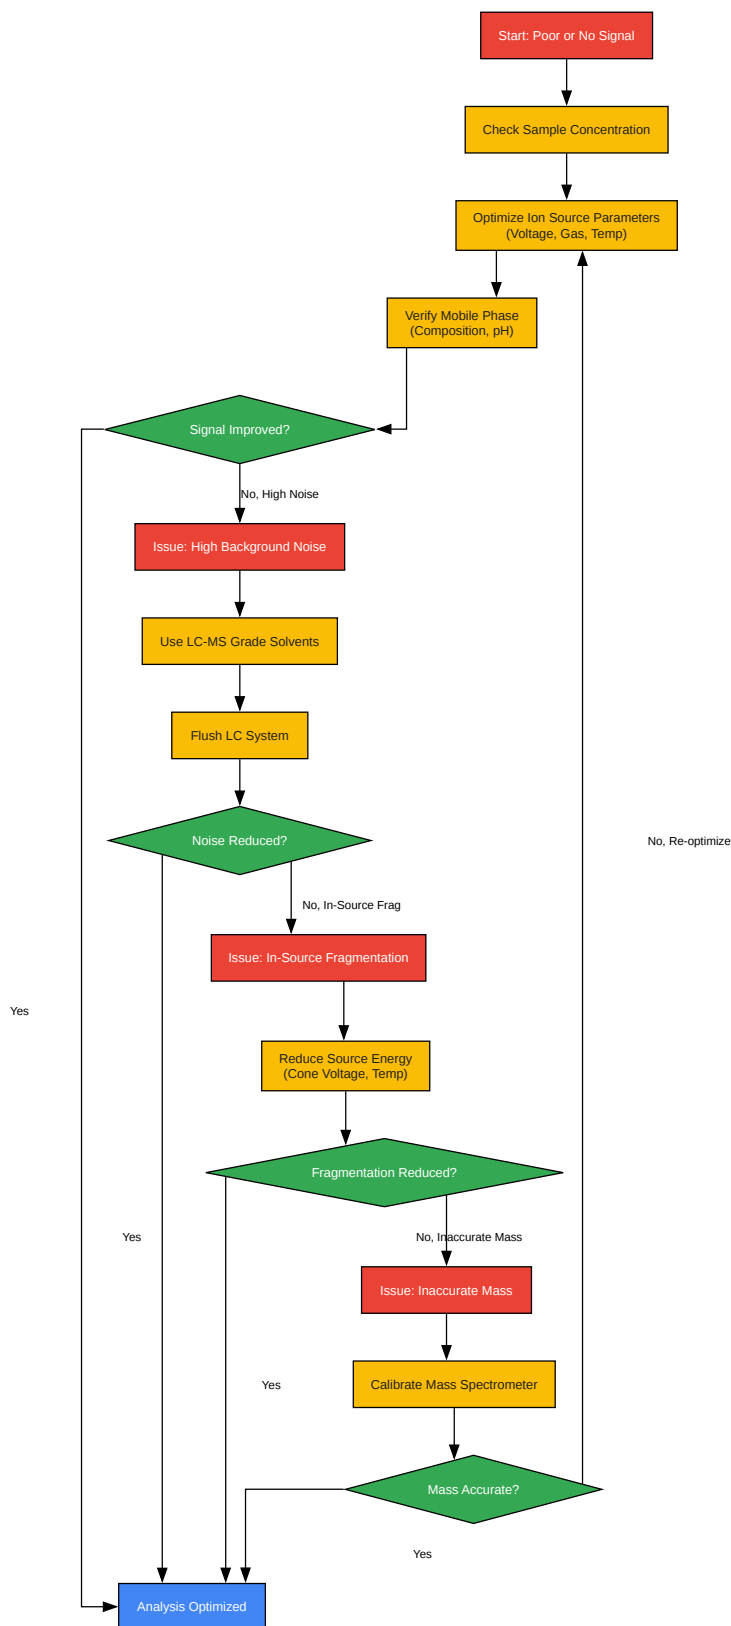 Start: Poor or No Signal
Check Sample Concentration
Optimize Ion Source Parameters
(Voltage, Gas, Temp)
Verify Mobile Phase
(Composition, pH)
Signal Improved?
No, High Noise
Issue: High Background Noise
Use LC-MS Grade Solvents
Flush LC System
Noise Reduced?
No, Re-optimize
No, In-Source Frag
Issue: In-Source Fragmentation
Yes
Reduce Source Energy
(Cone Voltage, Temp)
Fragmentation Reduced?
Yes
No, Inaccurate Mass
Issue: Inaccurate Mass
Yes
Calibrate Mass Spectrometer
Mass Accurate?
Yes
Analysis Optimized